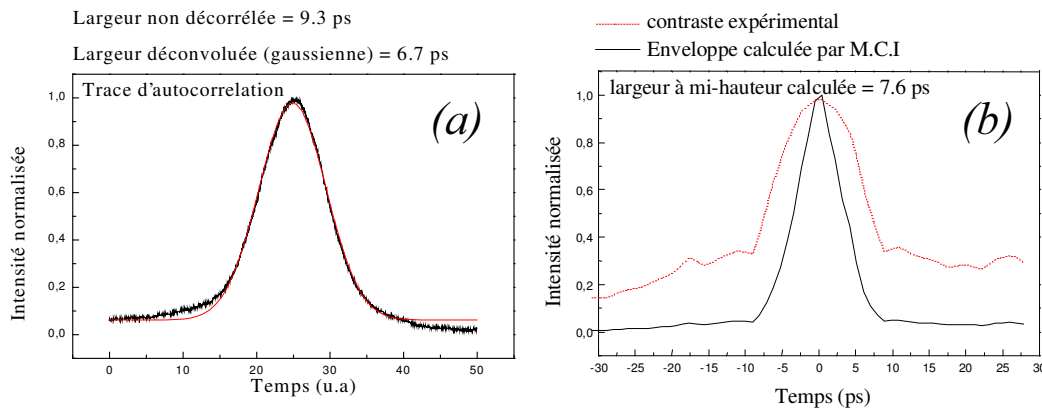 Largeur non décorrélée = 9.3 ps
Largeur déconvoluée (gaussienne) = 6.7 ps
Trace d'autocorrelation
(a)
Intensité normalisée
1,0
0,8
0,6
0,4
0,2
0,0
0
10
20
30
40
50
Temps (u.a)
contraste expérimental
Enveloppe calculée par M.C.I
largeur à mi-hauteur calculée = 7.6 ps
(b)
Intensité normalisée
1,0
0,8
0,6
0,4
0,2
0,0
-30
-25
-20
-15
-10
-5
0
5
10
15
20
25
30
Temps (ps)